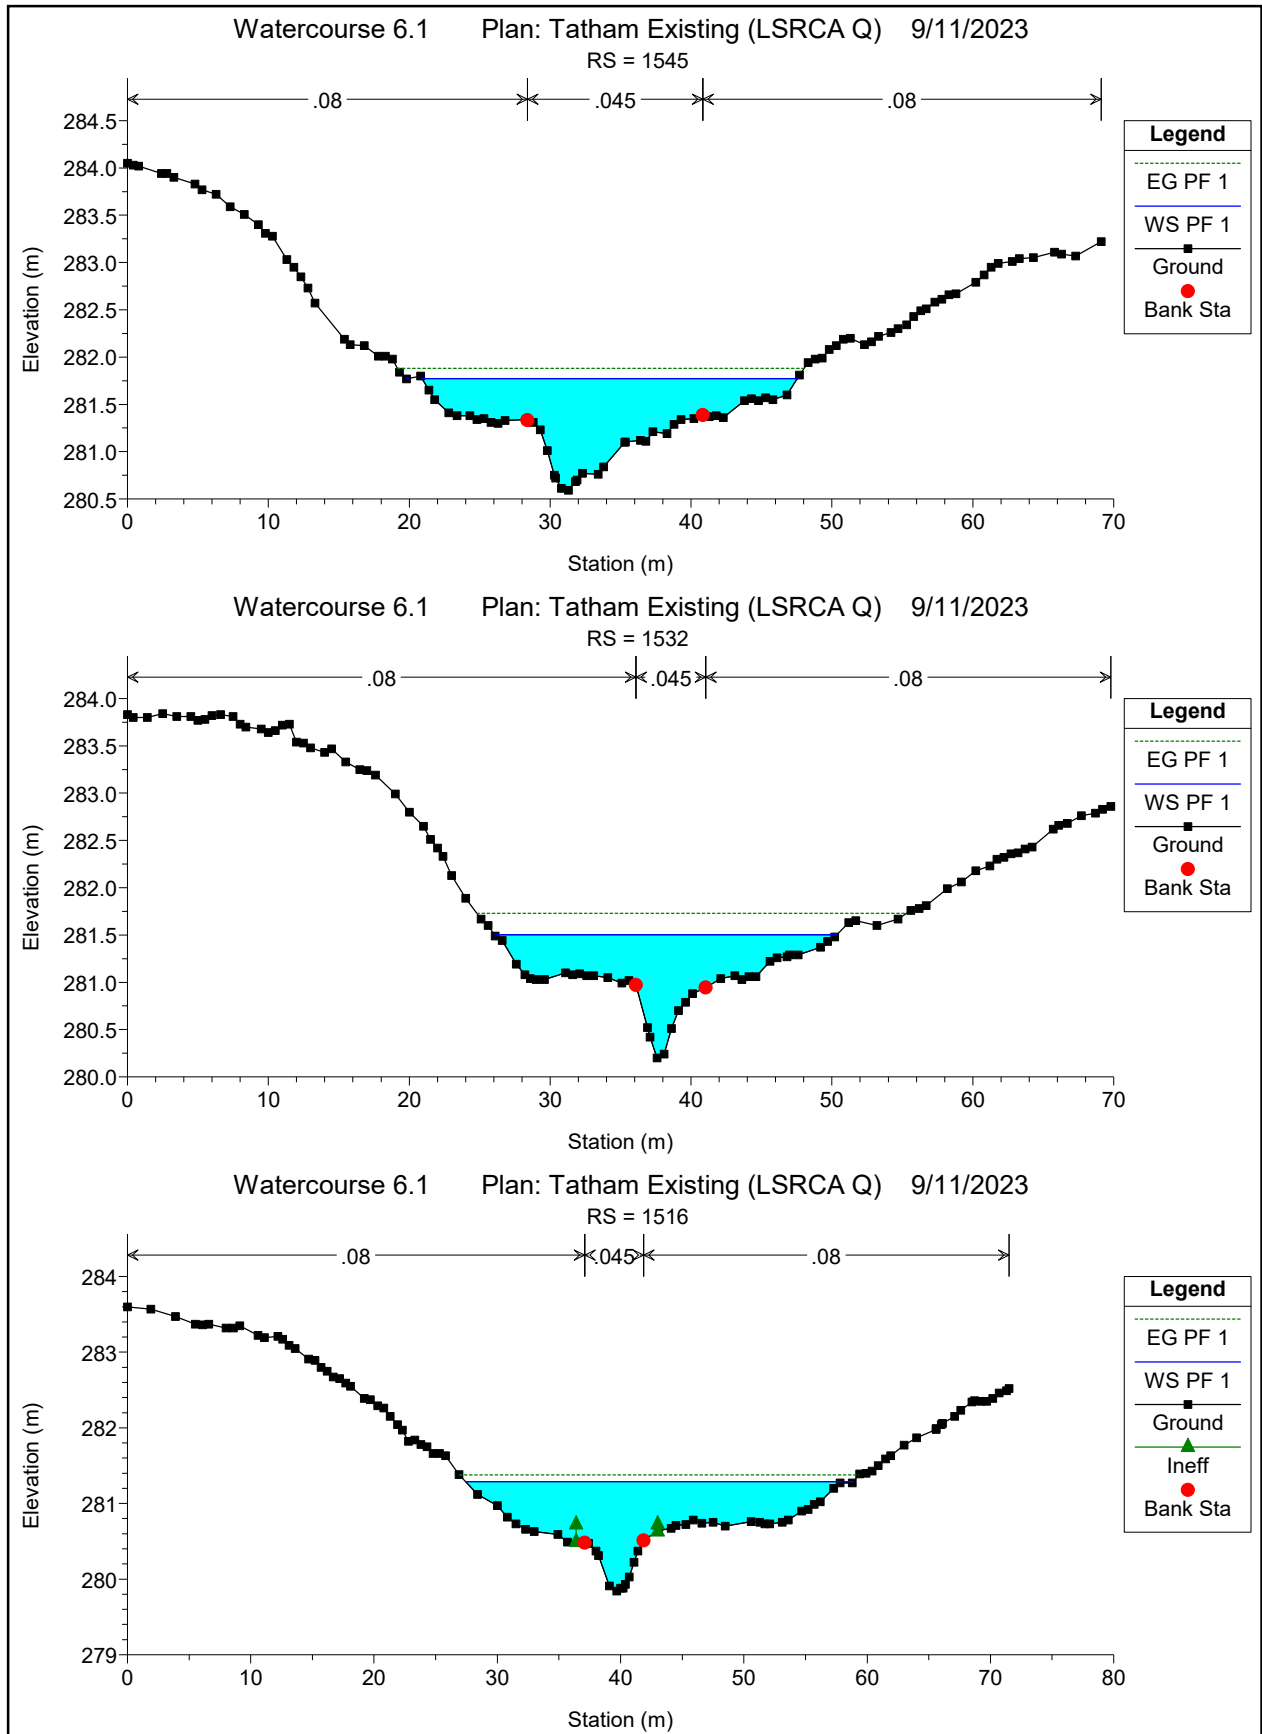 Watercourse 6.1 Plan: Tatham Existing (LSRCA Q) 9/11/2023
RS = 1545
.08 .045 .08
284.5
284.0
283.5
283.0
282.5
282.0
281.5
281.0
280.5
Elevation (m)
0 10 20 30 40 50 60 70
Station (m)
Legend
EG PF 1
WS PF 1
Ground
Bank Sta
Watercourse 6.1 Plan: Tatham Existing (LSRCA Q) 9/11/2023
RS = 1532
.08 .045 .08
284.0
283.5
283.0
282.5
282.0
281.5
281.0
280.5
280.0
Elevation (m)
0 10 20 30 40 50 60 70
Station (m)
Legend
EG PF 1
WS PF 1
Ground
Bank Sta
Watercourse 6.1 Plan: Tatham Existing (LSRCA Q) 9/11/2023
RS = 1516
.08 .045 .08
284
283
282
281
280
279
Elevation (m)
0 10 20 30 40 50 60 70 80
Station (m)
Legend
EG PF 1
WS PF 1
Ground
Ineff
Bank Sta